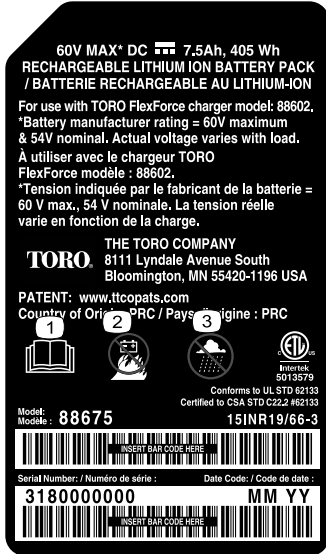 60V MAX* DC 7.5Ah, 405 Wh
RECHARGEABLE LITHIUM ION BATTERY PACK
/ BATTERIE RECHARGEABLE AU LITHIUM-ION
For use with TORO FlexForce charger model: 88602.
*Battery manufacturer rating = 60V maximum
& 54V nominal. Actual voltage varies with load.
À utiliser avec le chargeur TORO
FlexForce modèle : 88602.
*Tension indiquée par le fabricant de la batterie =
60 V max., 54 V nominale. La tension réelle
varie en fonction de la charge.
TORO®
THE TORO COMPANY
8111 Lyndale Avenue South
Bloomington, MN 55420-1196 USA
PATENT: www.ttcopats.com
Country of Orig PRC / Pays rigine : PRC
1
2
3
C ETL US
Intertek
5013579
Conforms to UL STD 62133
Certified to CSA STD C22.2 #62133
Model:
Modèle : 88675
15INR19/66-3
INSERT BAR CODE HERE
Serial Number: / Numéro de série : Date Code: / Code de date :
3180000000 MM YY
INSERT BAR CODE HERE